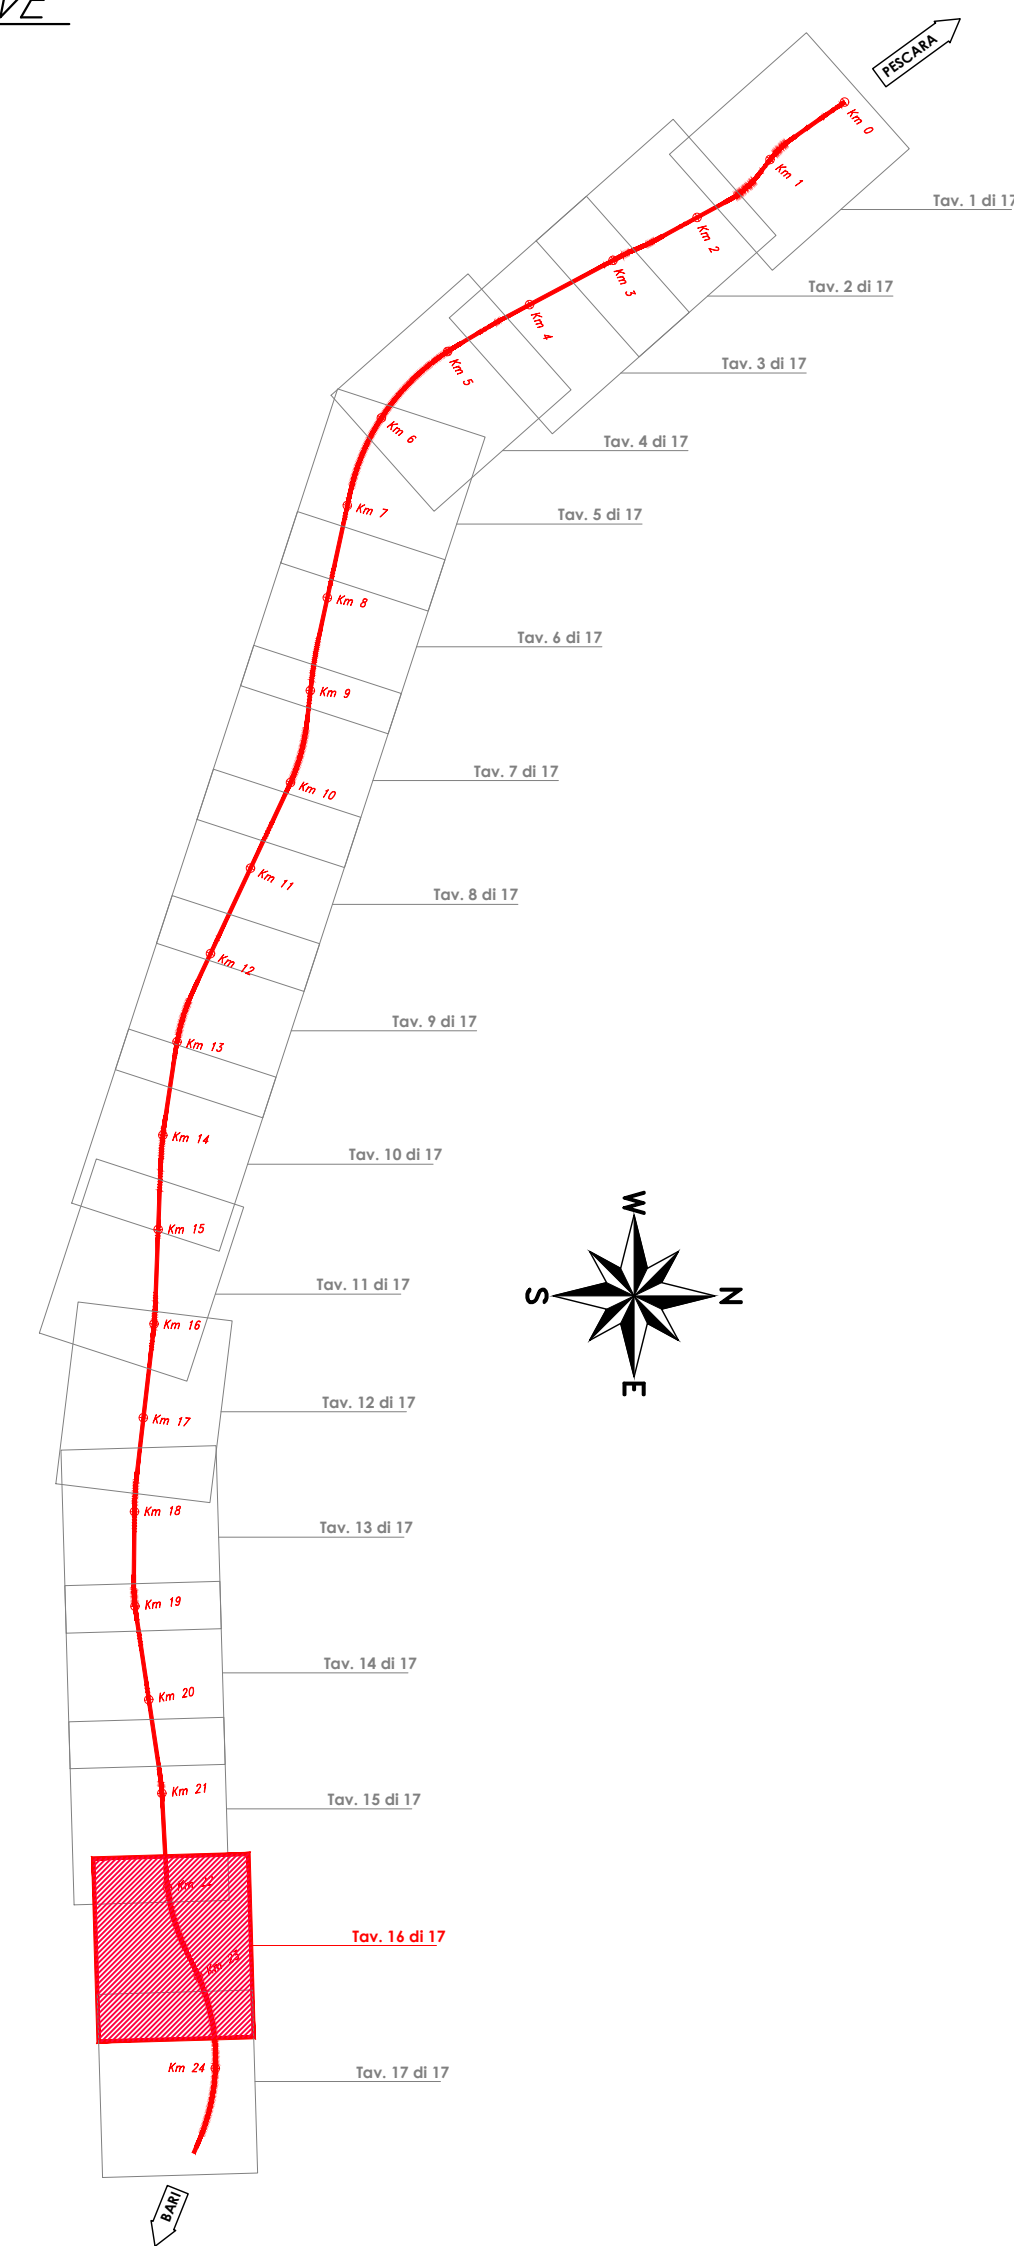 PESCARA
Km 0
Km 1
Tav. 1 di 17
Km 2
Km 3
Tav. 2 di 17
Km 4
Km 5
Tav. 3 di 17
Km 6
Tav. 4 di 17
Km 7
Tav. 5 di 17
Km 8
Tav. 6 di 17
Km 9
Tav. 7 di 17
Km 10
Km 11
Tav. 8 di 17
Km 12
Tav. 9 di 17
Km 13
Km 14
Tav. 10 di 17
Km 15
Tav. 11 di 17
Km 16
W
S
N
E
Tav. 12 di 17
Km 17
Km 18
Tav. 13 di 17
Km 19
Tav. 14 di 17
Km 20
Km 21
Tav. 15 di 17
Km 22
Tav. 16 di 17
Km 23
Km 24
Tav. 17 di 17
BARI